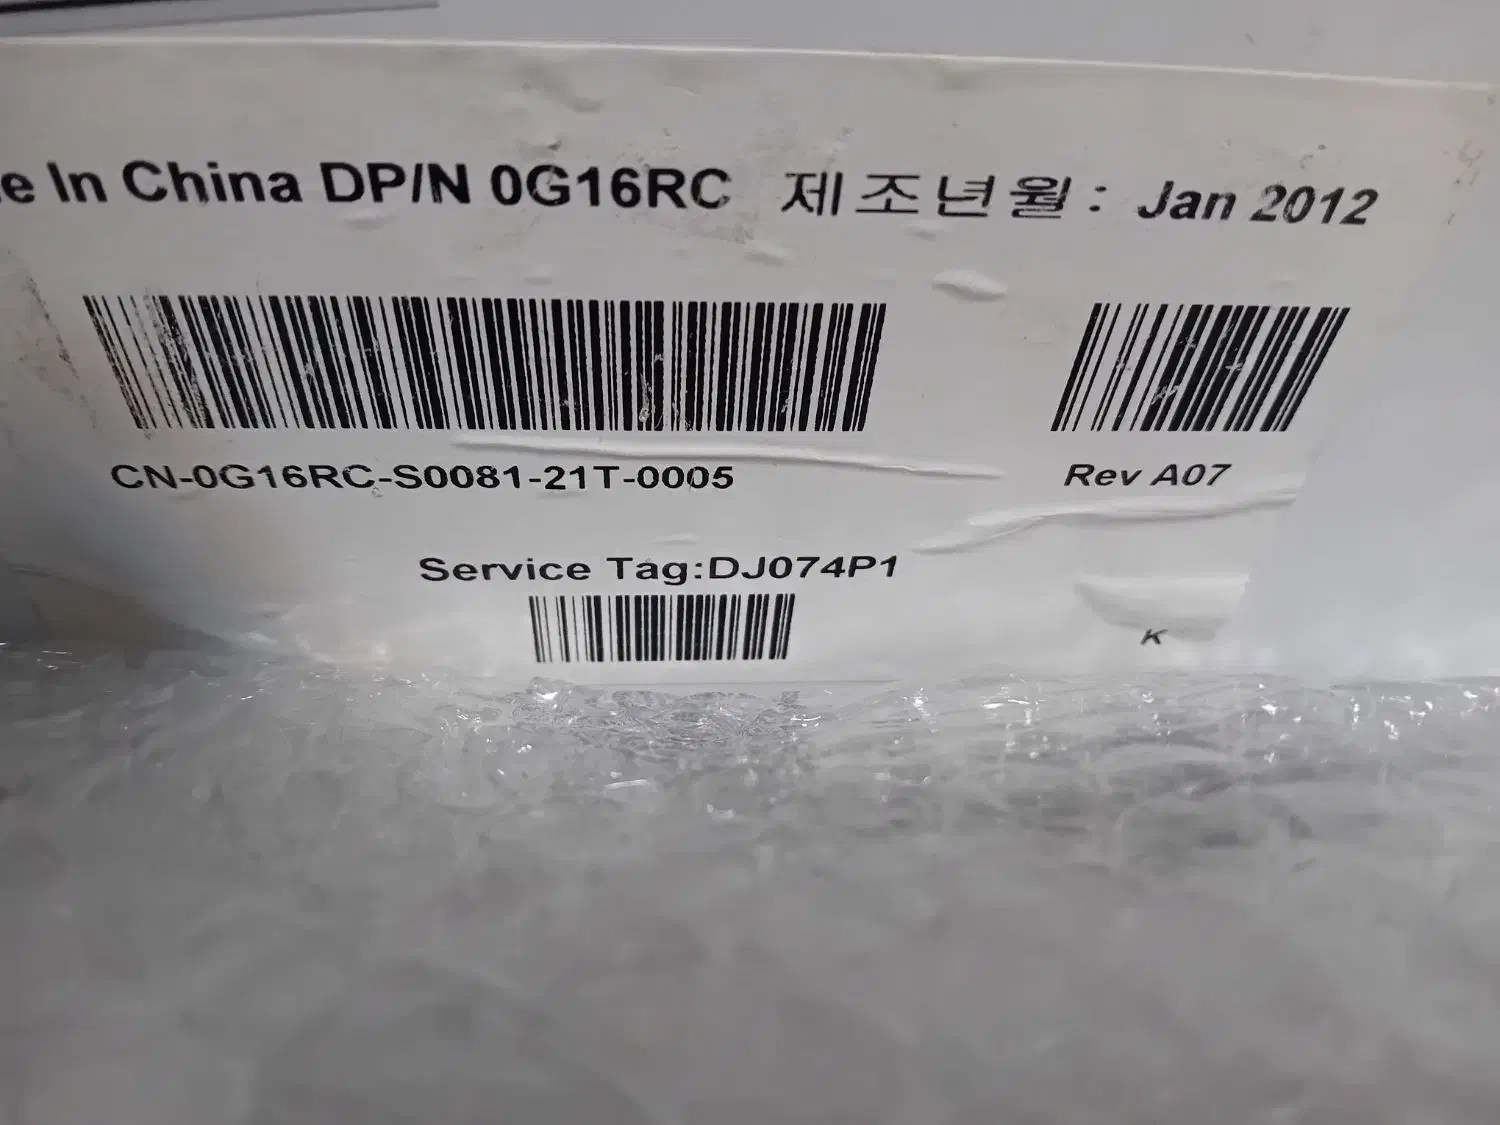 e In China DP/N 0G16RC 제조년월 : Jan 2012
CN-0G16RC-S0081-21T-0005
Rev A07
Service Tag:DJ074P1
K